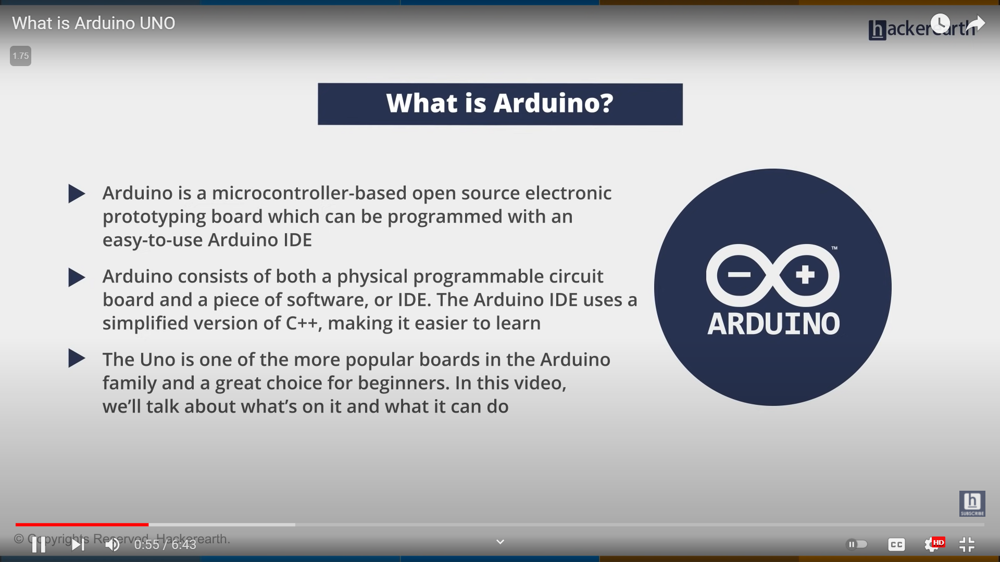 What is Arduino UNO
hackerearth
1.75
What is Arduino?
Arduino is a microcontroller-based open source electronic
prototyping board which can be programmed with an
easy-to-use Arduino IDE
Arduino consists of both a physical programmable circuit
board and a piece of software, or IDE. The Arduino IDE uses a
simplified version of C++, making it easier to learn
The Uno is one of the more popular boards in the Arduino
family and a great choice for beginners. In this video,
we’ll talk about what’s on it and what it can do
TM
ARDUINO
h
SUBSCRIBE
© Copyrights Reserved. Hackerearth.
0:55 / 6:43
CC
HD